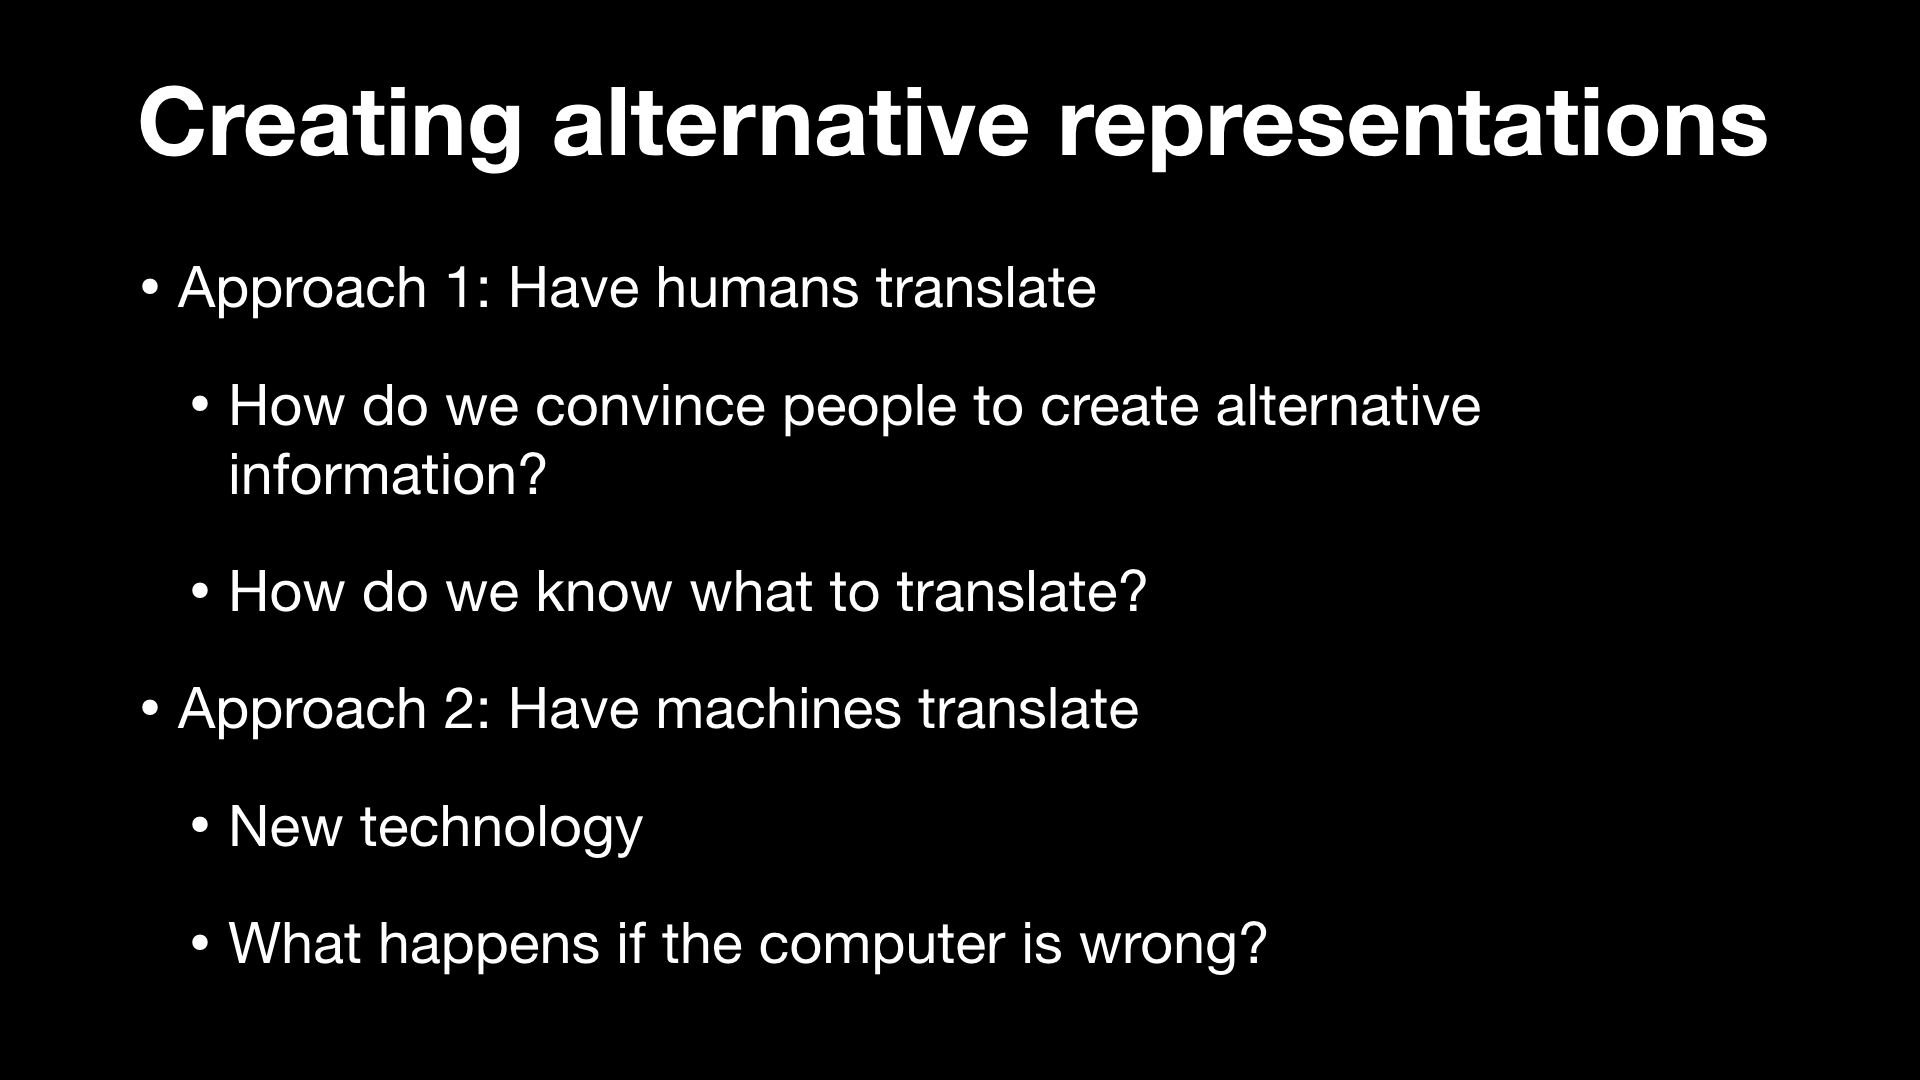 Creating alternative representations
• Approach 1: Have humans translate
• How do we convince people to create alternative
information?
• How do we know what to translate?
• Approach 2: Have machines translate
• New technology
• What happens if the computer is wrong?